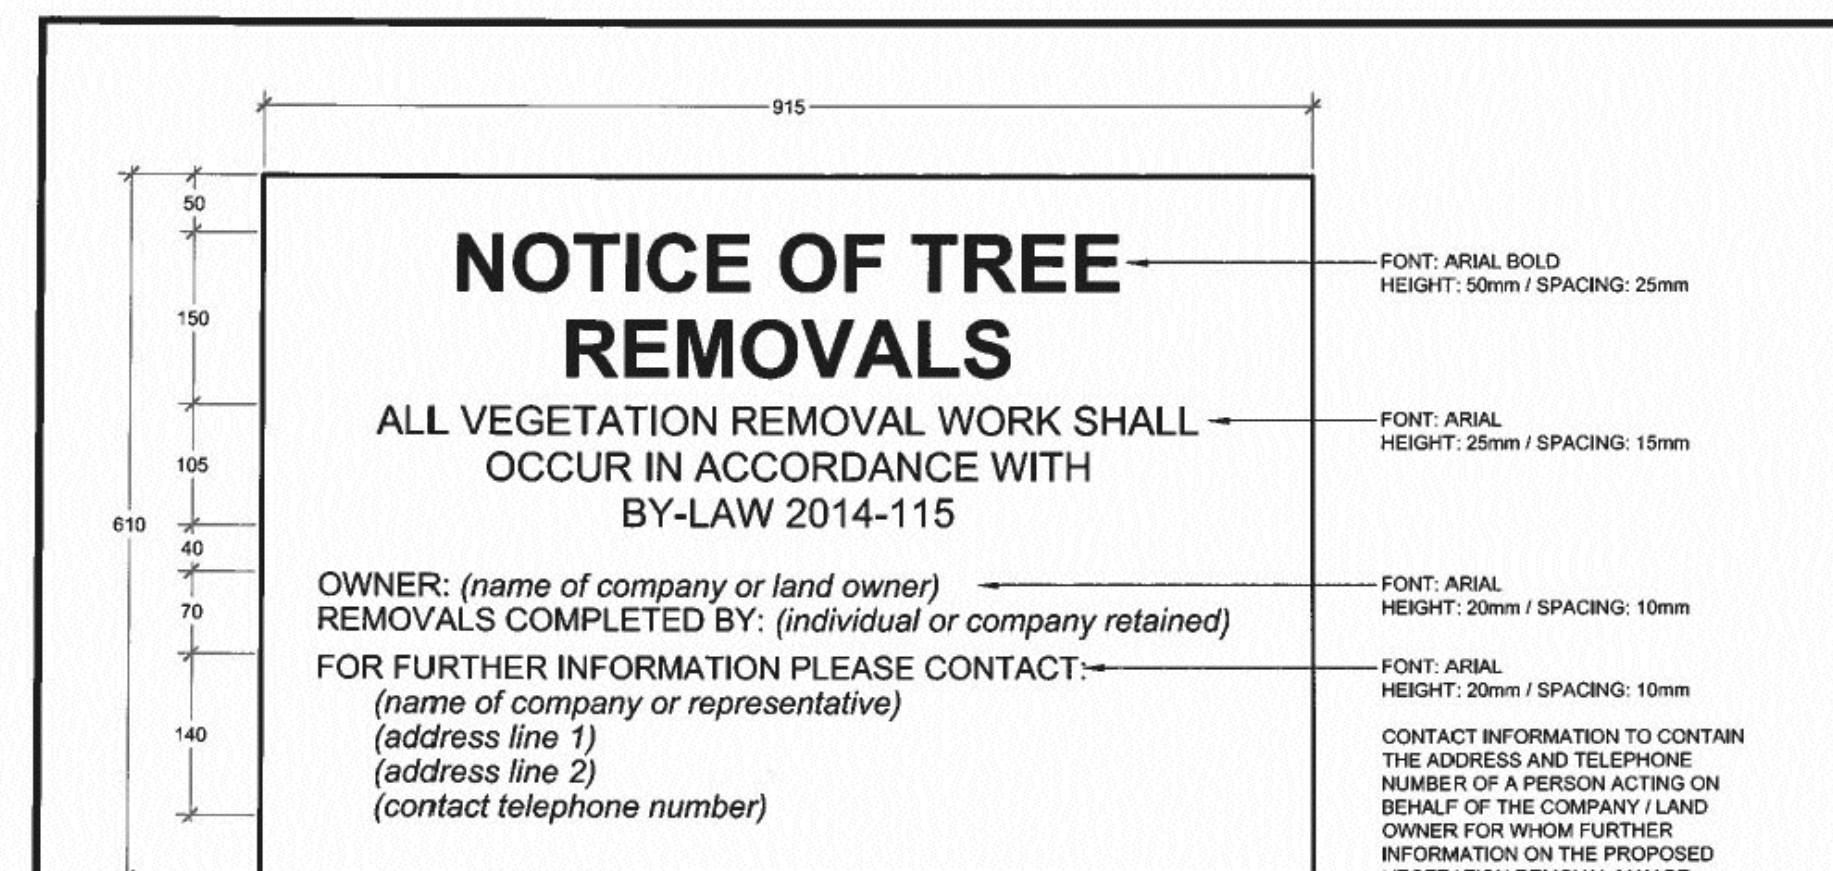 915
50
NOTICE OF TREE
REMOVALS
FONT: ARIAL BOLD
HEIGHT: 50mm / SPACING: 25mm
150
ALL VEGETATION REMOVAL WORK SHALL
OCCUR IN ACCORDANCE WITH
BY-LAW 2014-115
FONT: ARIAL
HEIGHT: 25mm / SPACING: 15mm
105
610
40
OWNER: (name of company or land owner)
REMOVALS COMPLETED BY: (individual or company retained)
FONT: ARIAL
HEIGHT: 20mm / SPACING: 10mm
70
FOR FURTHER INFORMATION PLEASE CONTACT:
(name of company or representative)
(address line 1)
(address line 2)
(contact telephone number)
FONT: ARIAL
HEIGHT: 20mm / SPACING: 10mm
140
CONTACT INFORMATION TO CONTAIN
THE ADDRESS AND TELEPHONE
NUMBER OF A PERSON ACTING ON
BEHALF OF THE COMPANY / LAND
OWNER FOR WHOM FURTHER
INFORMATION ON THE PROPOSED